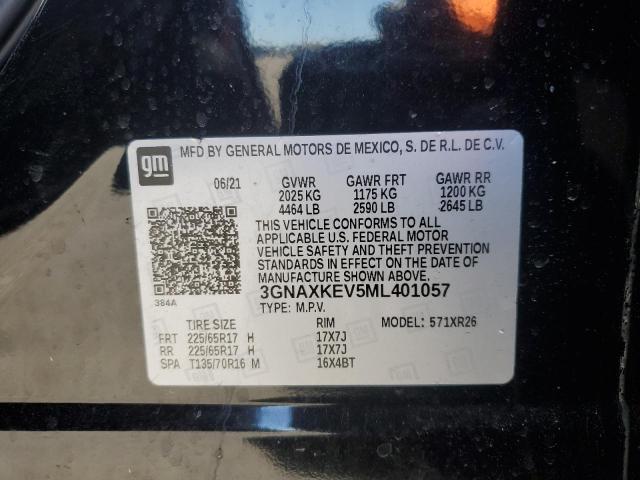 gm MFD BY GENERAL MOTORS DE MEXICO, S. DE R.L. DE C.V.
06/21 GVWR GAWR FRT GAWR RR
2025 KG 1175 KG 1200 KG
4464 LB 2590 LB 2645 LB
THIS VEHICLE CONFORMS TO ALL
APPLICABLE U.S. FEDERAL MOTOR
VEHICLE SAFETY AND THEFT PREVENTION
STANDARDS IN EFFECT ON THE DATE OF
MANUFACTURE SHOWN ABOVE.
384A 3GNAXKEV5ML401057
TYPE: M.P.V.
TIRE SIZE RIM MODEL: 571XR26
FRT 225/65R17 H 17X7J
RR 225/65R17 H 17X7J
SPA T135/70R16 M 16X4BT